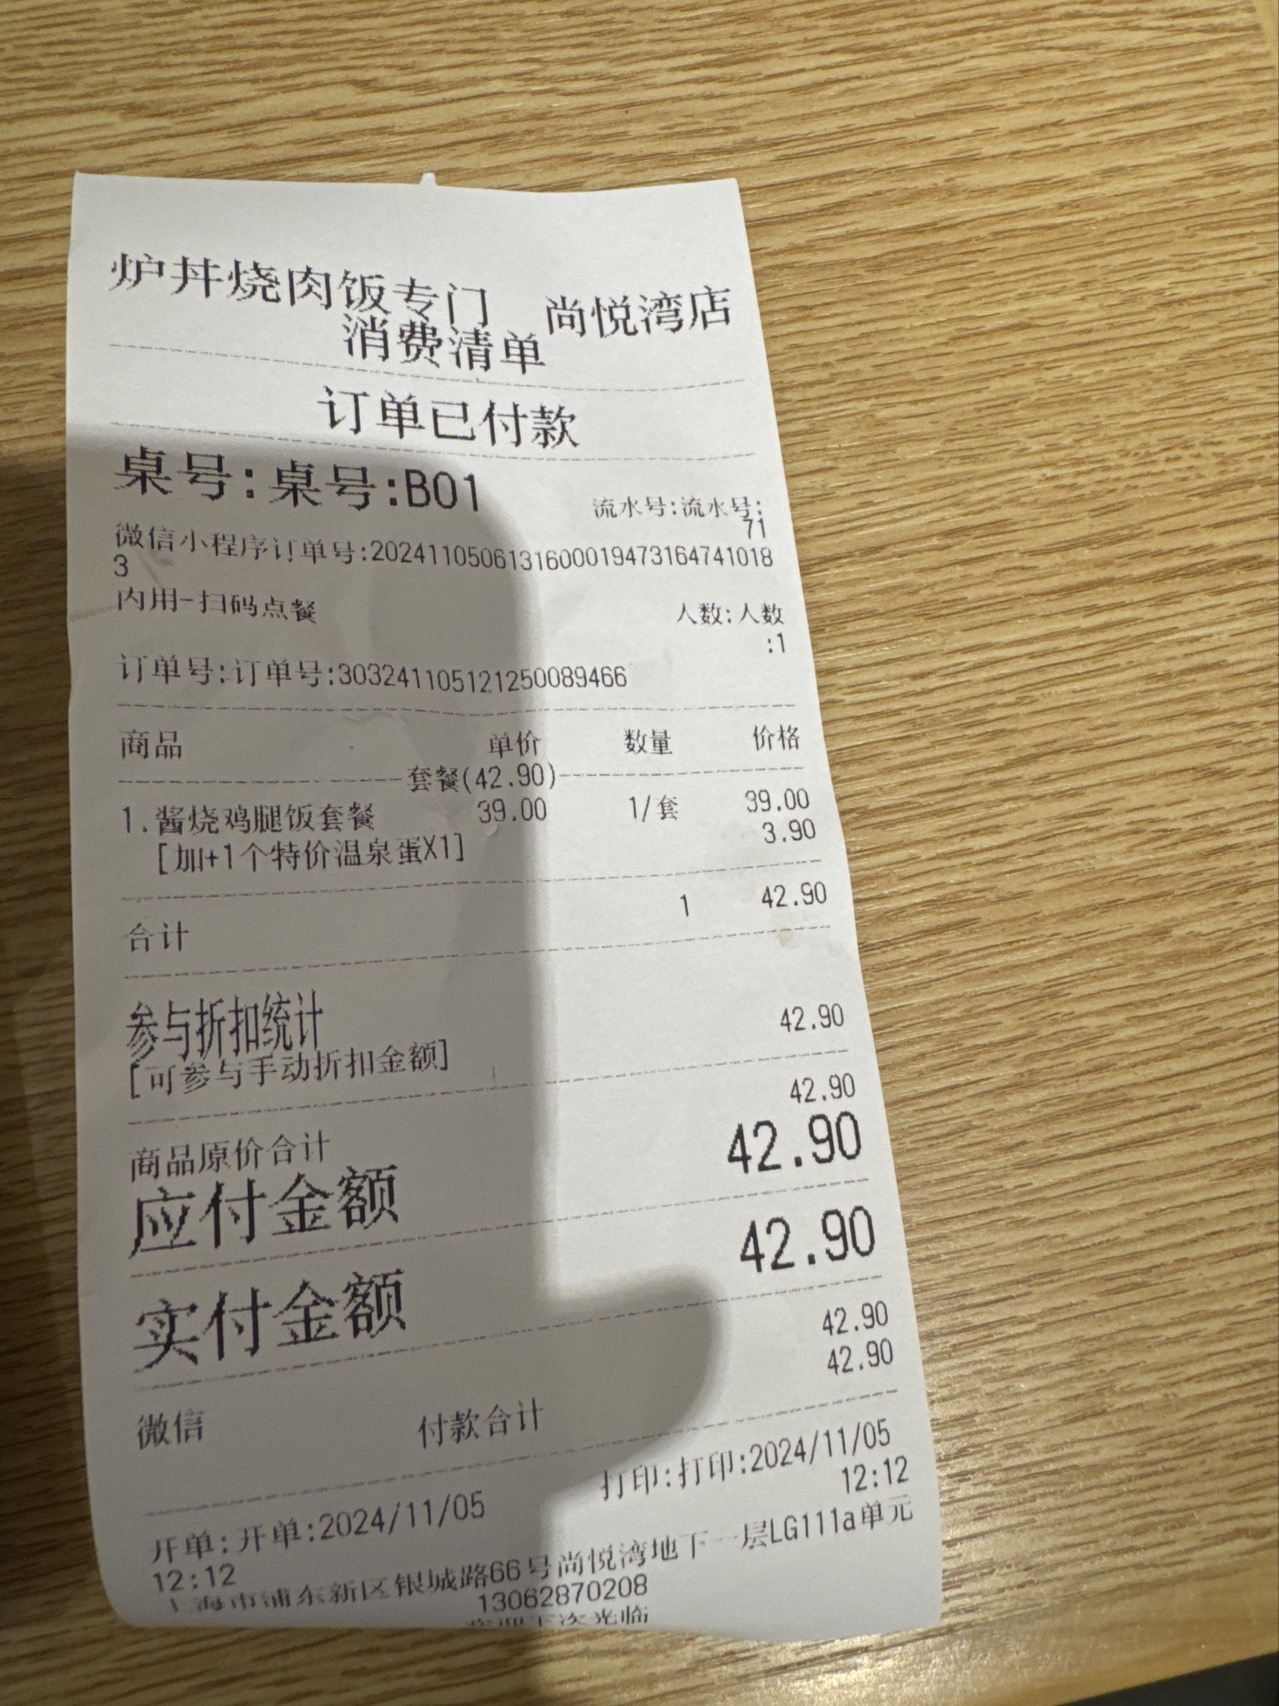 炉丼烧肉饭专门 尚悦湾店
消费清单
订单已付款
桌号:桌号:B01
流水号:流水号:
71
微信小程序订单号:2024110506131600019473164741018
3
内用-扫码点餐
人数:人数
:1
订单号:订单号:303241105121250089466
商品 单价 数量 价格
套餐(42.90)
1.酱烧鸡腿饭套餐 39.00 1/套 39.00
[加+1个特价温泉蛋X1] 3.90
合计 1 42.90
参与折扣统计
[可参与手动折扣金额] 42.90
商品原价合计 42.90
应付金额 42.90
实付金额 42.90
微信 42.90
付款合计 42.90
开单:开单:2024/11/05 打印:打印:2024/11/05
12:12 12:12
上海市浦东新区银城路66号尚悦湾地下一层LG111a单元
13062870208
欢迎下次光临